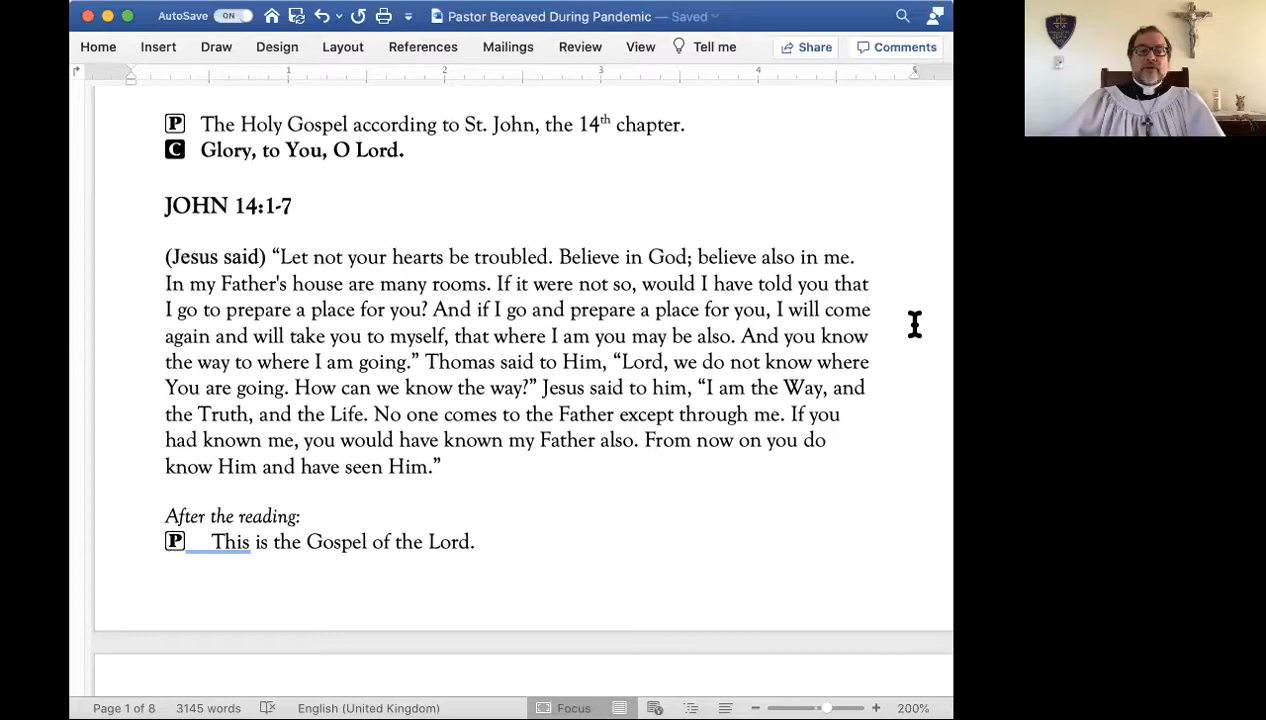 AutoSave ON Pastor Bereaved During Pandemic — Saved
Home Insert Draw Design Layout References Mailings Review View Tell me Share Comments
1 2 3 4 5
P The Holy Gospel according to St. John, the 14th chapter.
C Glory, to You, O Lord.
JOHN 14:1-7
(Jesus said) “Let not your hearts be troubled. Believe in God; believe also in me.
In my Father's house are many rooms. If it were not so, would I have told you that
I go to prepare a place for you? And if I go and prepare a place for you, I will come
again and will take you to myself, that where I am you may be also. And you know
the way to where I am going.” Thomas said to Him, “Lord, we do not know where
You are going. How can we know the way?” Jesus said to him, “I am the Way, and
the Truth, and the Life. No one comes to the Father except through me. If you
had known me, you would have known my Father also. From now on you do
know Him and have seen Him.”
After the reading:
P This is the Gospel of the Lord.
Page 1 of 8 3145 words English (United Kingdom) Focus 200%